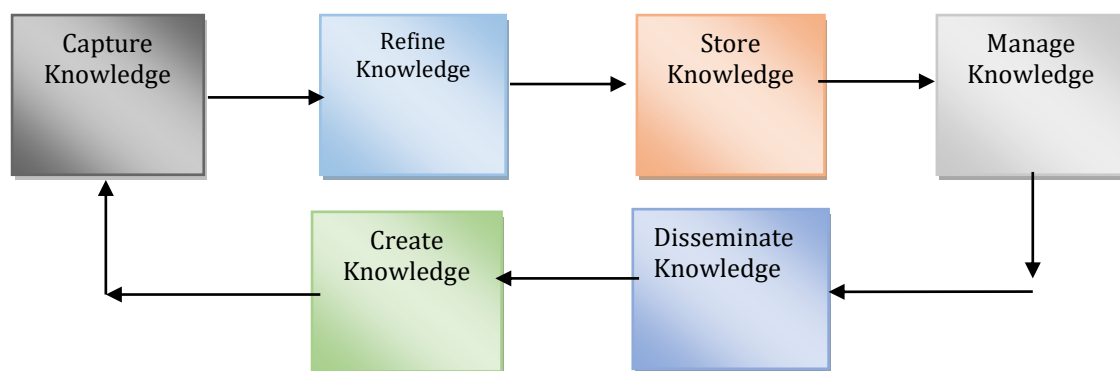 Capture
Knowledge
Refine
Knowledge
Store
Knowledge
Manage
Knowledge
Create
Knowledge
Disseminate
Knowledge